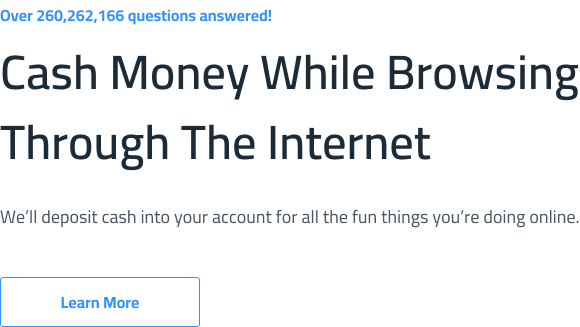 Over 260,262,166 questions answered!
Cash Money While Browsing
Through The Internet
We’ll deposit cash into your account for all the fun things you’re doing online.
Learn More